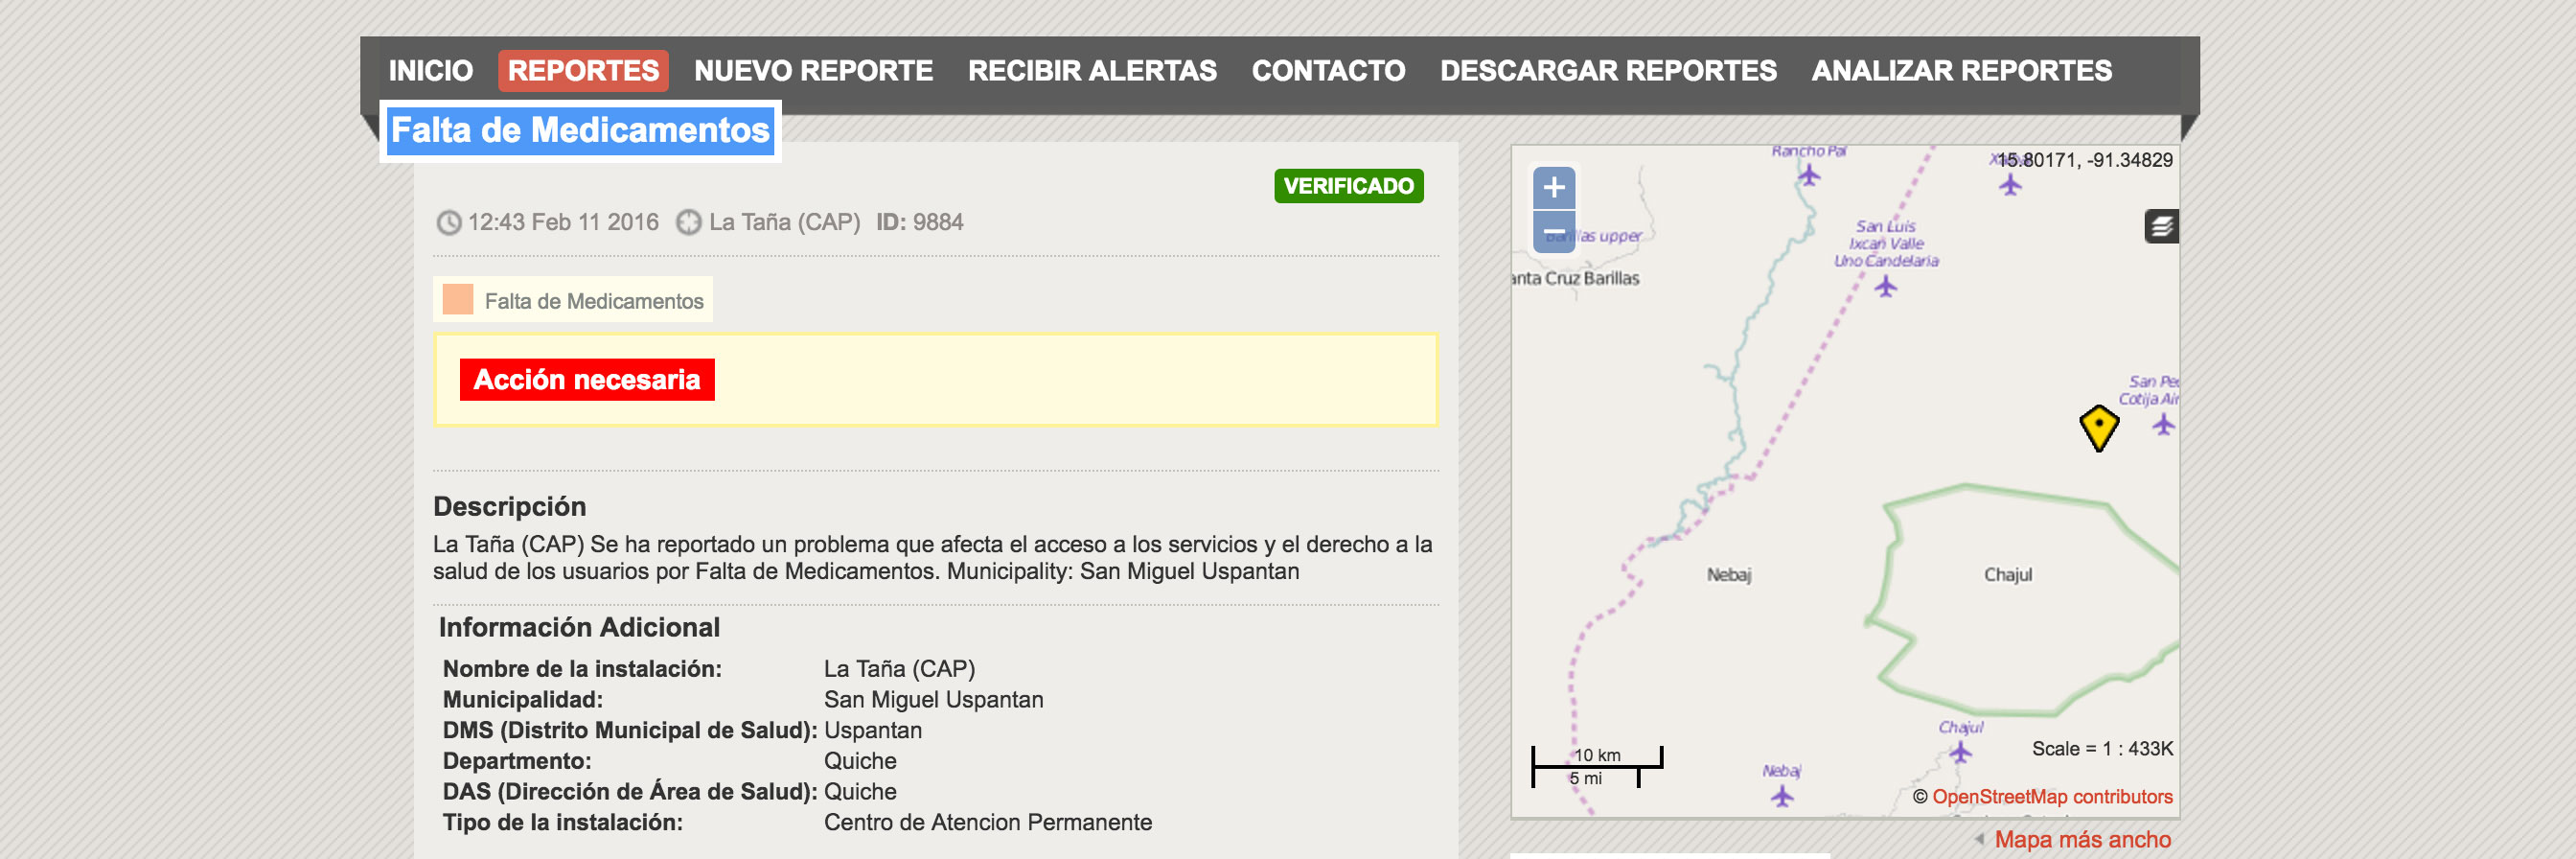 INICIO REPORTES NUEVO REPORTE RECIBIR ALERTAS CONTACTO DESCARGAR REPORTES ANALIZAR REPORTES
Falta de Medicamentos
VERIFICADO
12:43 Feb 11 2016 La Taña (CAP) ID: 9884
Falta de Medicamentos
Acción necesaria
Descripción
La Taña (CAP) Se ha reportado un problema que afecta el acceso a los servicios y el derecho a la
salud de los usuarios por Falta de Medicamentos. Municipality: San Miguel Uspantan
Información Adicional
Nombre de la instalación: La Taña (CAP)
Municipalidad: San Miguel Uspantan
DMS (Distrito Municipal de Salud): Uspantan
Departmento: Quiche
DAS (Dirección de Área de Salud): Quiche
Tipo de la instalación: Centro de Atencion Permanente
Rancho Pal
15.80171, -91.34829
+
−
San Luis
Ixcan Valle
Uno Candelaria
upper
anta Cruz Barillas
San Pe
Cotija Air
Nebaj
Chajul
Chajul
Scale = 1 : 433K
10 km
5 mi
Nebaj
© OpenStreetMap contributors
Mapa más ancho